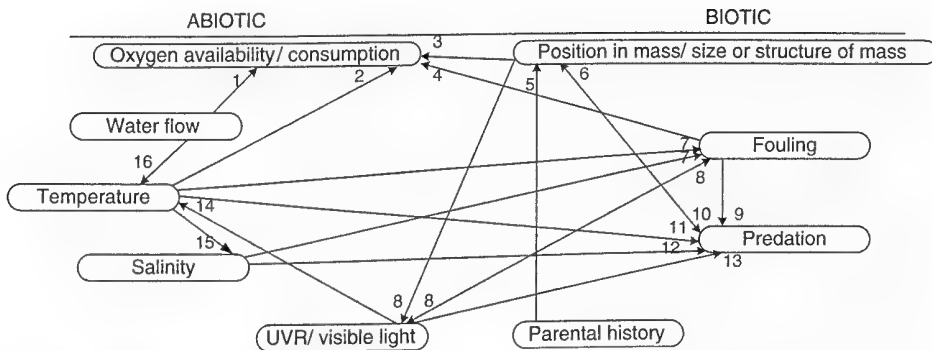 ABIOTIC
BIOTIC
3
Oxygen availability/ consumption
Position in mass/ size or structure of mass
1
2
4
5
6
Water flow
7
Fouling
16
7
8
Temperature
14
10
9
11
Predation
15
12
13
Salinity
8
8
UVR/ visible light
Parental history